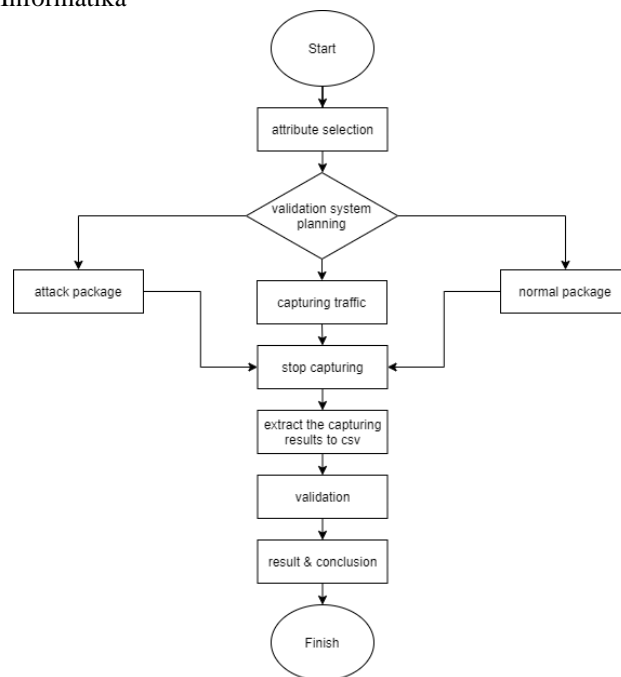 Informatika
Start
attribute selection
validation system
planning
attack package
capturing traffic
normal package
stop capturing
extract the capturing
results to csv
validation
result & conclusion
Finish